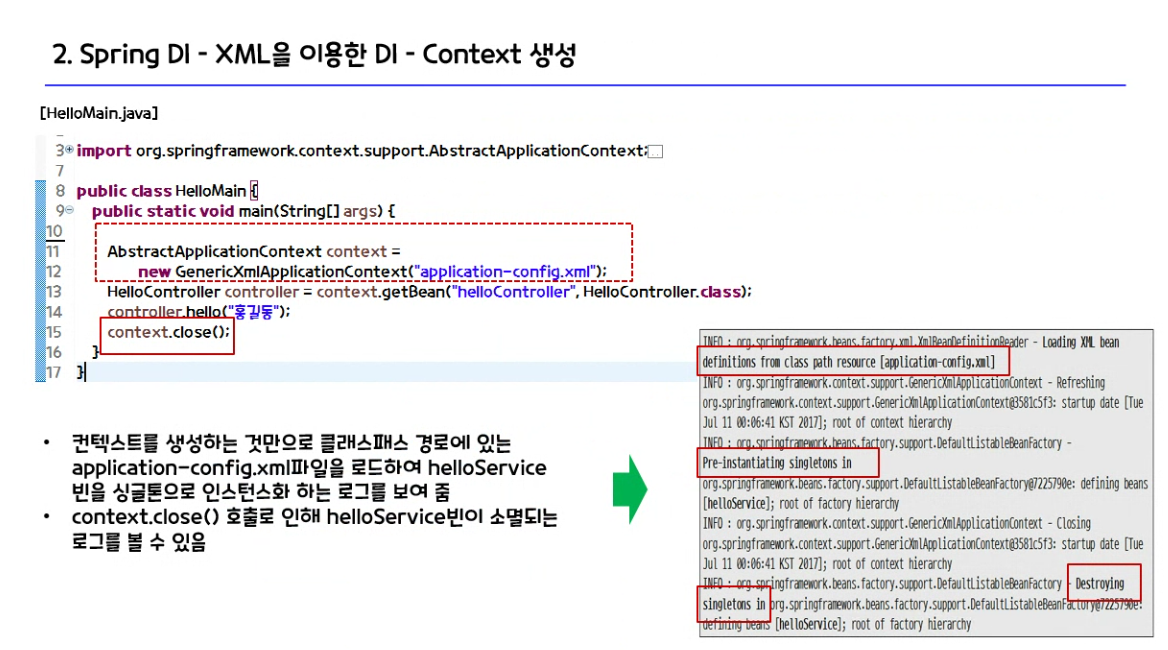 2. Spring DI - XML을 이용한 DI - Context 생성
[HelloMain.java]
3 import org.springframework.context.support.AbstractApplicationContext;
7
8 public class HelloMain {
9 public static void main(String[] args) {
10
11 AbstractApplicationContext context =
12 new GenericXmlApplicationContext("application-config.xml");
13 HelloController controller = context.getBean("helloController", HelloController.class);
14 controller.hello("홍길동");
15 context.close();
16 }
17 }
• 컨텍스트를 생성하는 것만으로 클래스패스 경로에 있는
application-config.xml파일을 로드하여 helloService
빈을 싱글톤으로 인스턴스화 하는 로그를 보여 줌
• context.close() 호출로 인해 helloService빈이 소멸되는
로그를 볼 수 있음
INFO : org.springframework.beans.factory.xml.XmlBeanDefinitionReader - Loading XML bean
definitions from class path resource [application-config.xml]
INFO : org.springframework.context.support.GenericXmlApplicationContext - Refreshing
org.springframework.context.support.GenericXmlApplicationContext@3581c5f3: startup date [Tue
Jul 11 00:06:41 KST 2017]; root of context hierarchy
INFO : org.springframework.beans.factory.support.DefaultListableBeanFactory -
Pre-instantiating singletons in
org.springframework.beans.factory.support.DefaultListableBeanFactory@7225790e: defining beans
[helloService]; root of factory hierarchy
INFO : org.springframework.context.support.GenericXmlApplicationContext - Closing
org.springframework.context.support.GenericXmlApplicationContext@3581c5f3: startup date [Tue
Jul 11 00:06:41 KST 2017]; root of context hierarchy
INFO : org.springframework.beans.factory.support.DefaultListableBeanFactory - Destroying
singletons in org.springframework.beans.factory.support.DefaultListableBeanFactory@7225790e:
defining beans [helloService]; root of factory hierarchy